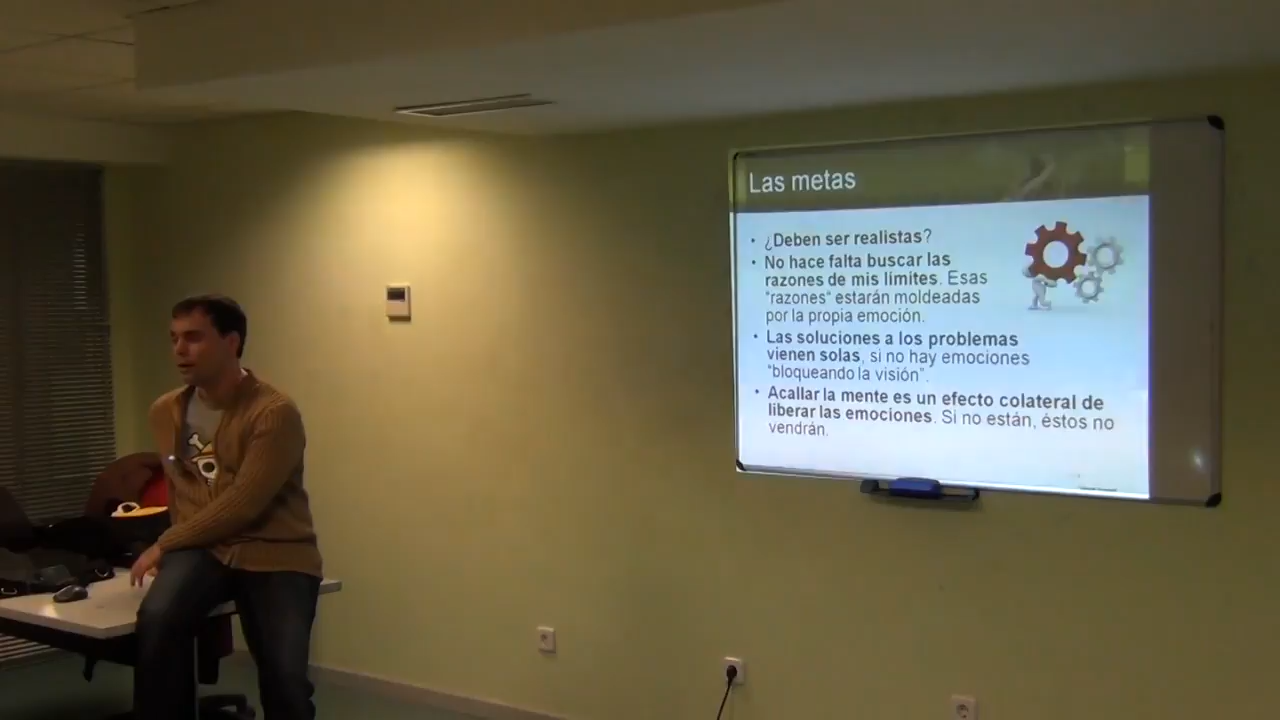 Las metas
• ¿Deben ser realistas?
• No hace falta buscar las
razones de mis límites. Esas
"razones" estarán moldeadas
por la propia emoción.
• Las soluciones a los problemas
vienen solas, si no hay emociones
"bloqueando la visión".
• Acallar la mente es un efecto colateral de
liberar las emociones. Si no están, éstos no
vendrán.